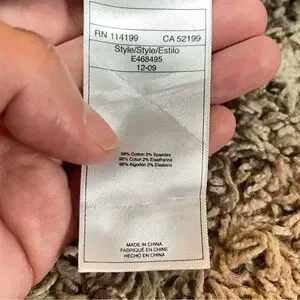 RN 114199 CA 52199
Style/Style/Estilo
E468495
12-09
98% Cotton 2% Spandex
98% Coton 2% Élasthanne
98% Algodón 2% Elastano
MADE IN CHINA
FABRIQUÉ EN CHINE
HECHO EN CHINA